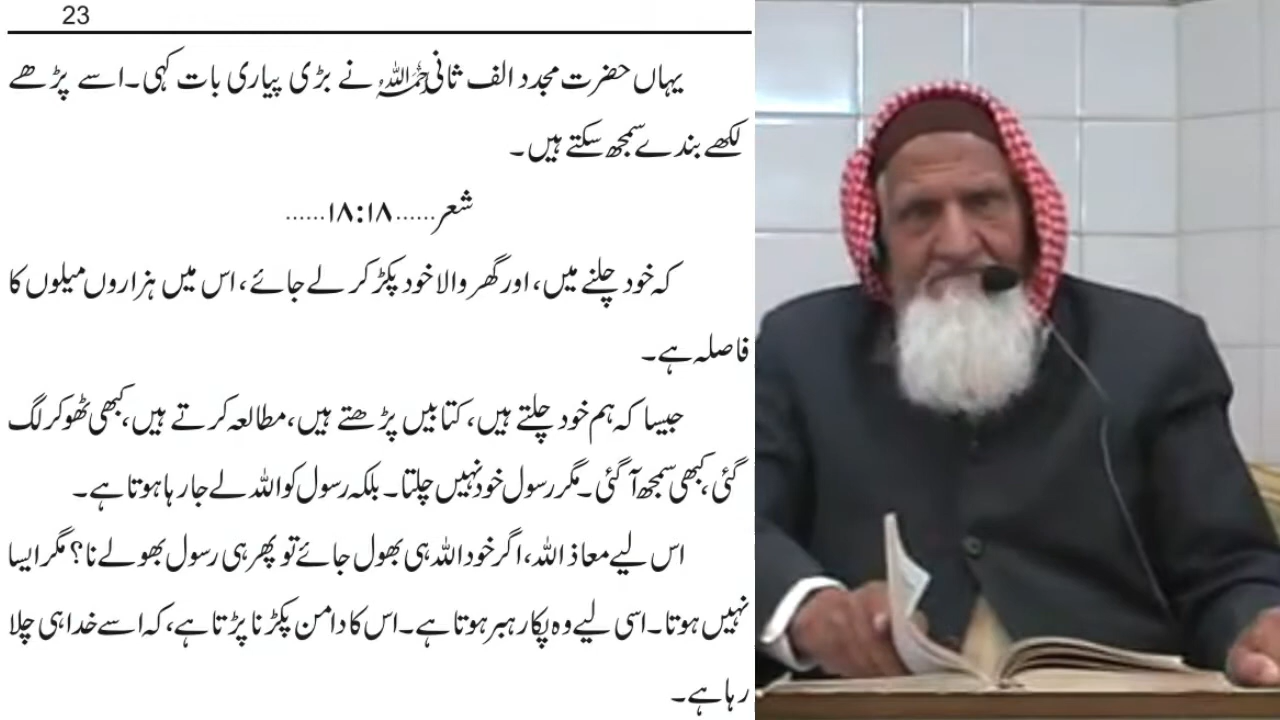 23
یہاں حضرت مجدد الف ثانی رحمہ اللہ نے بڑی پیاری بات کہی۔ اسے پڑھے
لکھے بندے سمجھ سکتے ہیں۔
شعر......۱۸:۱۸......
کہ خود چلنے میں، اور گھر والا خود پکڑ کر لے جائے، اس میں ہزاروں میلوں کا
فاصلہ ہے۔
جیسا کہ ہم خود چلتے ہیں، کتابیں پڑھتے ہیں، مطالعہ کرتے ہیں، کبھی ٹھوکر لگ
گئی، کبھی سمجھ آ گئی۔ مگر رسول خود نہیں چلتا۔ بلکہ رسول کو اللہ لے جا رہا ہوتا ہے۔
اس لیے معاذ اللہ، اگر خود اللہ ہی بھول جائے تو پھر ہی رسول بھولے نا؟ مگر ایسا
نہیں ہوتا۔ اسی لیے وہ پکا رہبر ہوتا ہے۔ اس کا دامن پکڑنا پڑتا ہے، کہ اسے خدا ہی چلا
رہا ہے۔